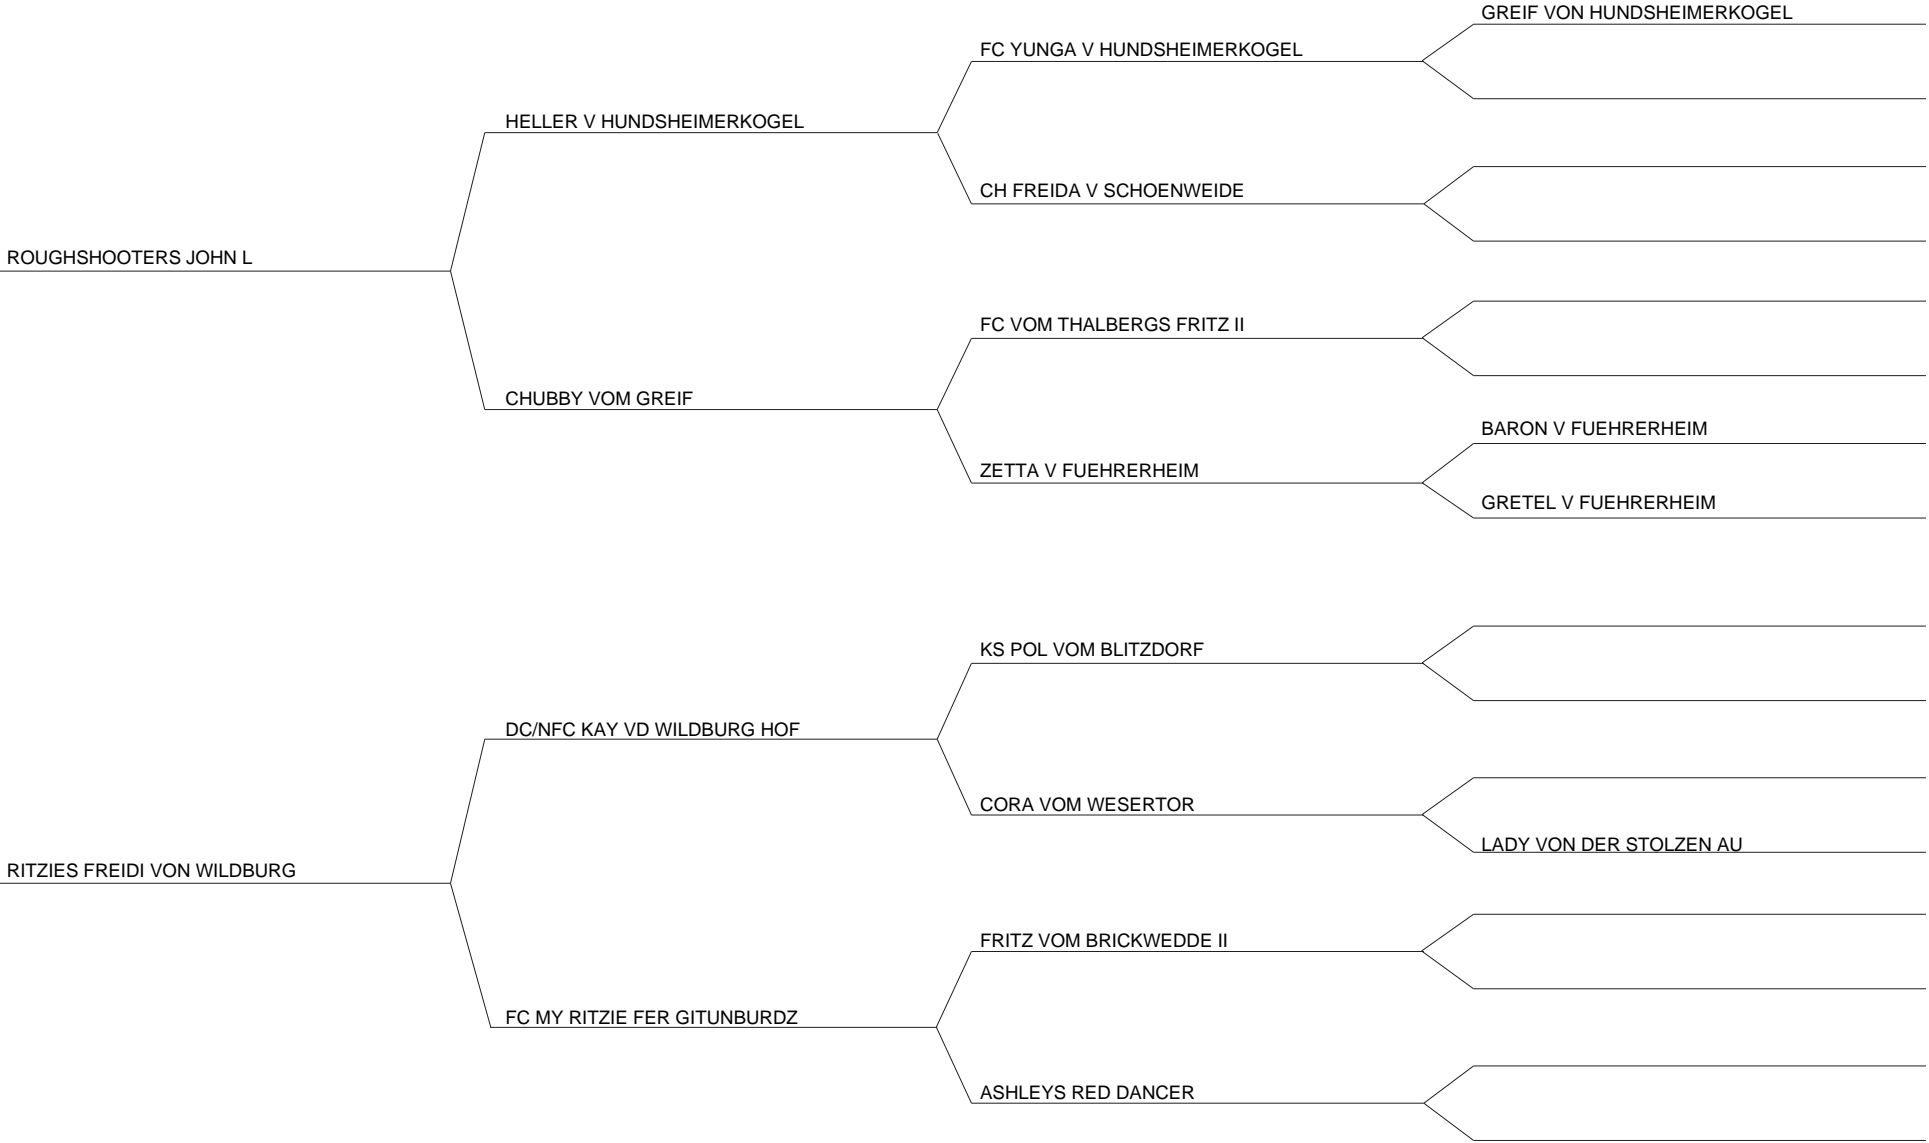 GREIF VON HUNDSHEIMERKOGEL
FC YUNGA V HUNDSHEIMERKOGEL
HELLER V HUNDSHEIMERKOGEL
CH FREIDA V SCHOENWEIDE
ROUGHSHOOTERS JOHN L
FC VOM THALBERGS FRITZ II
CHUBBY VOM GREIF
BARON V FUEHRERHEIM
ZETTA V FUEHRERHEIM
GRETEL V FUEHRERHEIM
KS POL VOM BLITZDORF
DC/NFC KAY VD WILDBURG HOF
CORA VOM WESERTOR
LADY VON DER STOLZEN AU
RITZIES FREIDI VON WILDBURG
FRITZ VOM BRICKWEDDE II
FC MY RITZIE FER GITUNBURDZ
ASHLEYS RED DANCER